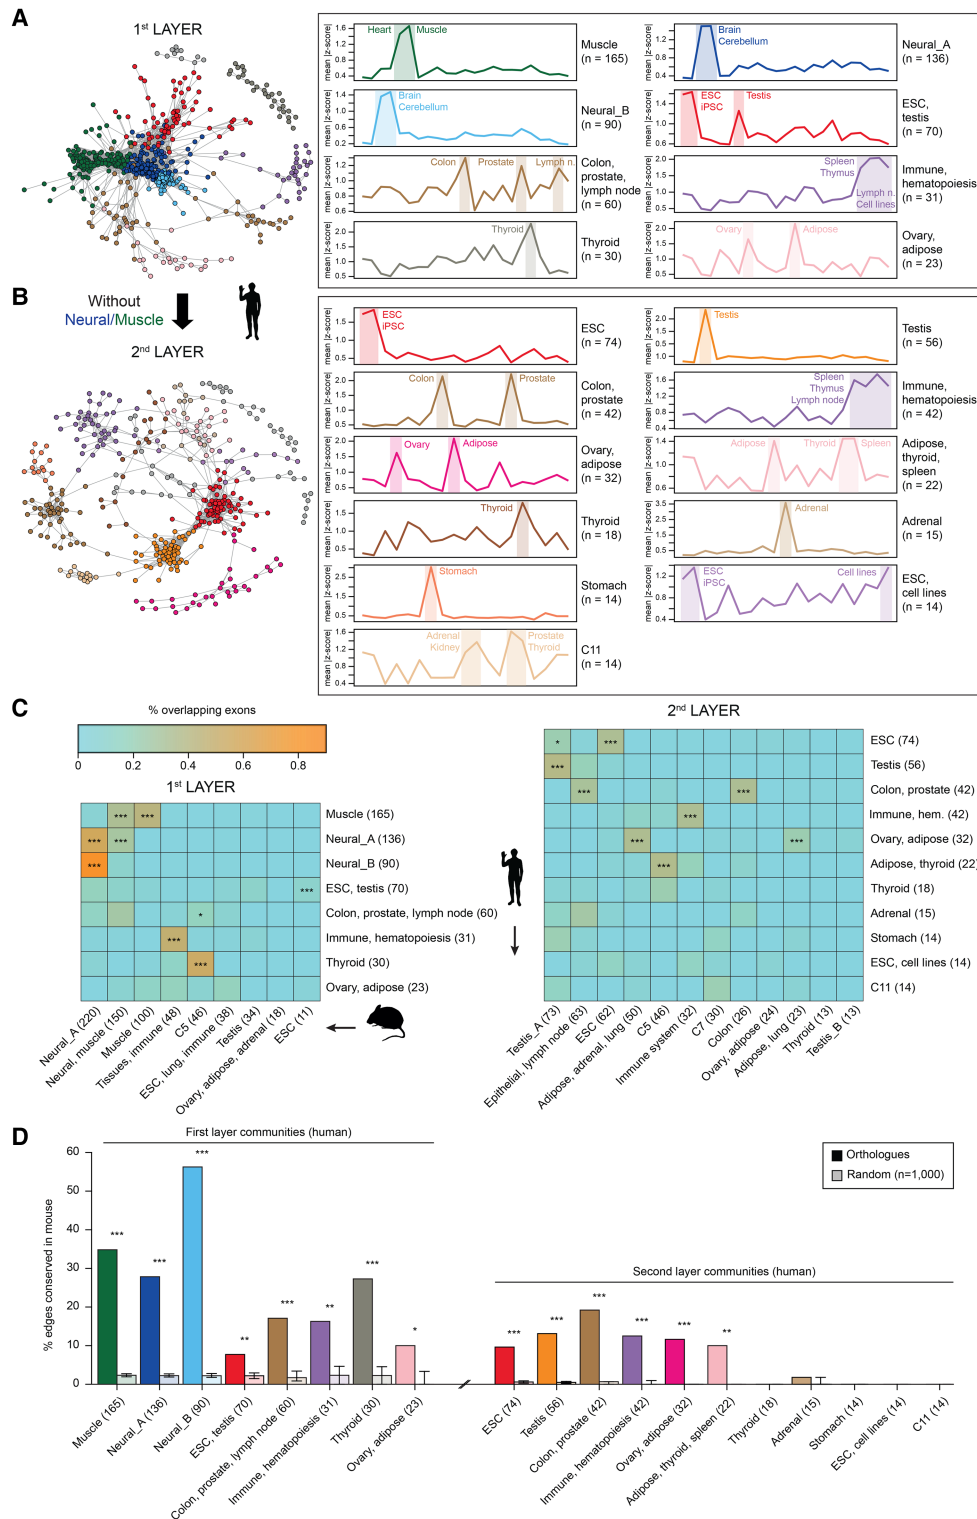 A
1st LAYER
Heart
Muscle
Muscle
(n = 165)
Brain
Cerebellum
Neural_A
(n = 136)
Brain
Cerebellum
Neural_B
(n = 90)
ESC
iPSC
Testis
ESC,
testis
(n = 70)
Colon
Prostate
Lymph n.
Colon,
prostate,
lymph node
(n = 60)
Spleen
Thymus
Lymph n.
Cell lines
Immune,
hematopoiesis
(n = 31)
Thyroid
Thyroid
(n = 30)
Ovary
Adipose
Ovary,
adipose
(n = 23)
mean |z-score|
B
Without
Neural/Muscle
2nd LAYER
ESC
iPSC
ESC
(n = 74)
Testis
Testis
(n = 56)
Colon
Prostate
Colon,
prostate
(n = 42)
Spleen
Thymus
Lymph node
Immune,
hematopoiesis
(n = 42)
Ovary
Adipose
Ovary,
adipose
(n = 32)
Adipose
Thyroid
Spleen
Adipose,
thyroid,
spleen
(n = 22)
Thyroid
Thyroid
(n = 18)
Adrenal
Adrenal
(n = 15)
Stomach
Stomach
(n = 14)
ESC
iPSC
Cell lines
ESC,
cell lines
(n = 14)
Adrenal
Kidney
Prostate
Thyroid
C11
(n = 14)
C
% overlapping exons
0 0.2 0.4 0.6 0.8
1st LAYER
Muscle (165)
Neural_A (136)
Neural_B (90)
ESC, testis (70)
Colon, prostate, lymph node (60)
Immune, hematopoiesis (31)
Thyroid (30)
Ovary, adipose (23)
Neural_A (220)
Neural, muscle (150)
Muscle (100)
Tissues, immune (48)
C5 (46)
ESC, lung, immune (38)
Testis (34)
Ovary, adipose, adrenal (18)
ESC (11)
2nd LAYER
ESC (74)
Testis (56)
Colon, prostate (42)
Immune, hem. (42)
Ovary, adipose (32)
Adipose, thyroid (22)
Thyroid (18)
Adrenal (15)
Stomach (14)
ESC, cell lines (14)
C11 (14)
Testis_A (73)
Epithelial, lymph node (63)
ESC (62)
Adipose, adrenal, lung (50)
C5 (46)
Immune system (32)
C7 (30)
Colon (26)
Ovary, adipose (24)
Adipose, lung (23)
Thyroid (13)
Testis_B (13)
D
First layer communities (human)
Orthologues
Random (n=1,000)
% edges conserved in mouse
60
50
40
30
20
10
0
Second layer communities (human)
Muscle (165)
Neural_A (136)
Neural_B (90)
ESC, testis (70)
Colon, prostate, lymph node (60)
Immune, hematopoiesis (31)
Thyroid (30)
Ovary, adipose (23)
ESC (74)
Testis (56)
Colon, prostate (42)
Immune, hematopoiesis (42)
Ovary, adipose (32)
Adipose, thyroid, spleen (22)
Thyroid (18)
Adrenal (15)
Stomach (14)
ESC, cell lines (14)
C11 (14)